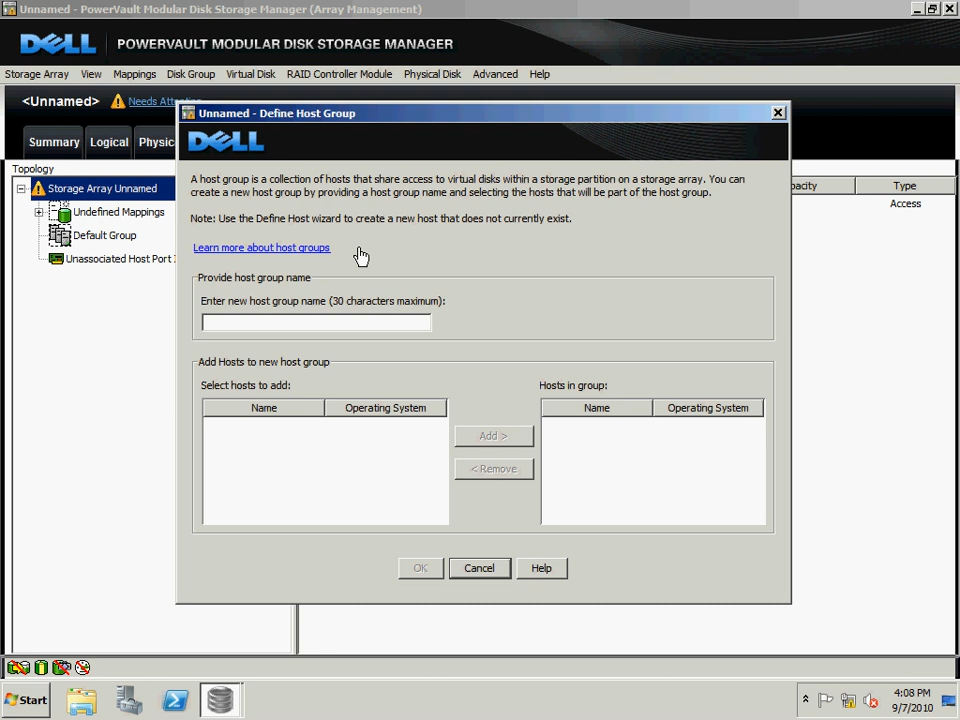 Unnamed - PowerVault Modular Disk Storage Manager (Array Management)
DELL POWERVAULT MODULAR DISK STORAGE MANAGER
Storage Array View Mappings Disk Group Virtual Disk RAID Controller Module Physical Disk Advanced Help
<Unnamed> Needs
Summary Logical
Topology
Storage Array Unnamed
Undefined Mappings
Default Group
Unassociated Host Port
Type
Access
Unnamed - Define Host Group
DELL
A host group is a collection of hosts that share access to virtual disks within a storage partition on a storage array. You can
create a new host group by providing a host group name and selecting the hosts that will be part of the host group.
Note: Use the Define Host wizard to create a new host that does not currently exist.
Learn more about host groups
Provide host group name
Enter new host group name (30 characters maximum):
Add Hosts to new host group
Select hosts to add: Hosts in group:
Name Operating System Name Operating System
Add >
< Remove
OK Cancel Help
Start 4:08 PM
9/7/2010